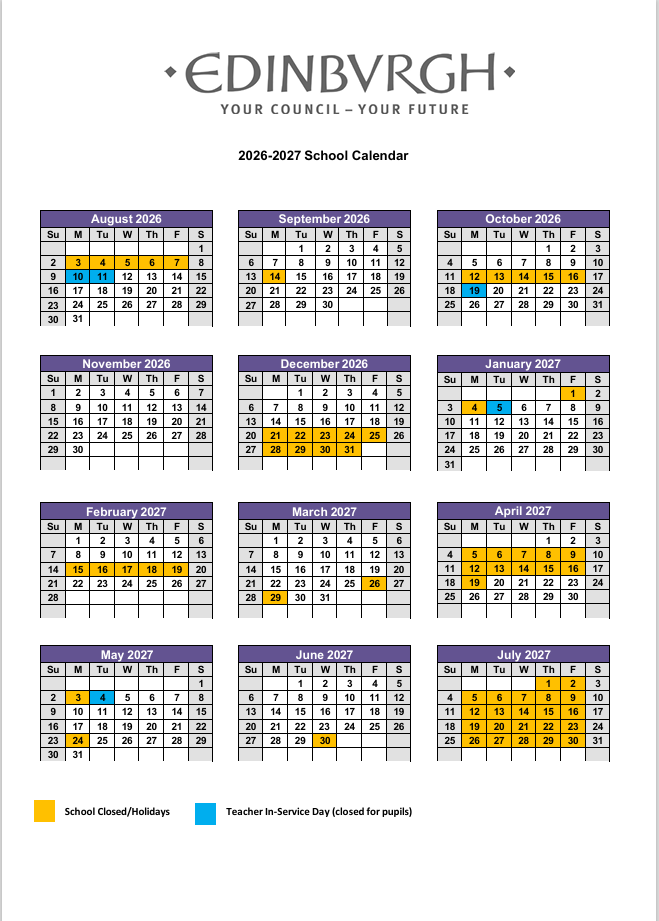 EDINBVRGH
YOUR COUNCIL – YOUR FUTURE
2026-2027 School Calendar
August 2026
Su M Tu W Th F S
1
2 3 4 5 6 7 8
9 10 11 12 13 14 15
16 17 18 19 20 21 22
23 24 25 26 27 28 29
30 31
September 2026
Su M Tu W Th F S
1 2 3 4 5
6 7 8 9 10 11 12
13 14 15 16 17 18 19
20 21 22 23 24 25 26
27 28 29 30
October 2026
Su M Tu W Th F S
1 2 3
4 5 6 7 8 9 10
11 12 13 14 15 16 17
18 19 20 21 22 23 24
25 26 27 28 29 30 31
November 2026
Su M Tu W Th F S
1 2 3 4 5 6 7
8 9 10 11 12 13 14
15 16 17 18 19 20 21
22 23 24 25 26 27 28
29 30
December 2026
Su M Tu W Th F S
1 2 3 4 5
6 7 8 9 10 11 12
13 14 15 16 17 18 19
20 21 22 23 24 25 26
27 28 29 30 31
January 2027
Su M Tu W Th F S
1 2
3 4 5 6 7 8 9
10 11 12 13 14 15 16
17 18 19 20 21 22 23
24 25 26 27 28 29 30
31
February 2027
Su M Tu W Th F S
1 2 3 4 5 6
7 8 9 10 11 12 13
14 15 16 17 18 19 20
21 22 23 24 25 26 27
28
March 2027
Su M Tu W Th F S
1 2 3 4 5 6
7 8 9 10 11 12 13
14 15 16 17 18 19 20
21 22 23 24 25 26 27
28 29 30 31
April 2027
Su M Tu W Th F S
1 2 3
4 5 6 7 8 9 10
11 12 13 14 15 16 17
18 19 20 21 22 23 24
25 26 27 28 29 30
May 2027
Su M Tu W Th F S
1
2 3 4 5 6 7 8
9 10 11 12 13 14 15
16 17 18 19 20 21 22
23 24 25 26 27 28 29
30 31
June 2027
Su M Tu W Th F S
1 2 3 4 5
6 7 8 9 10 11 12
13 14 15 16 17 18 19
20 21 22 23 24 25 26
27 28 29 30
July 2027
Su M Tu W Th F S
1 2 3
4 5 6 7 8 9 10
11 12 13 14 15 16 17
18 19 20 21 22 23 24
25 26 27 28 29 30 31
School Closed/Holidays
Teacher In-Service Day (closed for pupils)